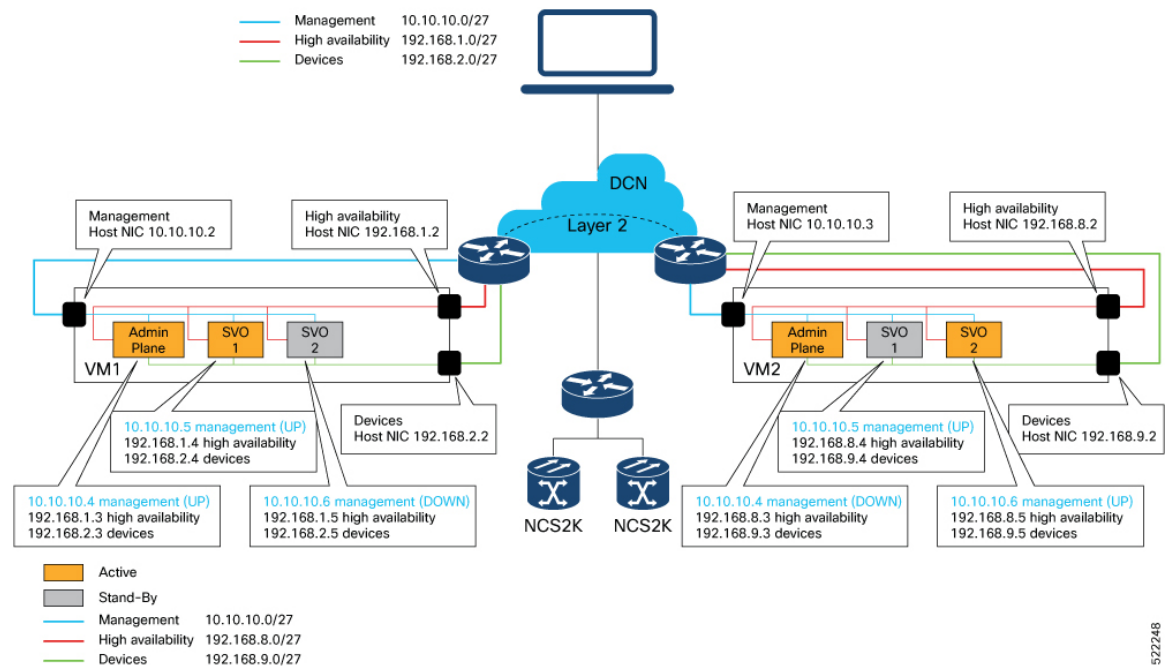 Management 10.10.10.0/27
High availability 192.168.1.0/27
Devices 192.168.2.0/27
DCN
Layer 2
Management
Host NIC 10.10.10.2
High availability
Host NIC 192.168.1.2
Management
Host NIC 10.10.10.3
High availability
Host NIC 192.168.8.2
Admin
Plane
SVO
1
SVO
2
VM1
Admin
Plane
SVO
1
SVO
2
VM2
10.10.10.5 management (UP)
192.168.1.4 high availability
192.168.2.4 devices
Devices
Host NIC 192.168.2.2
10.10.10.5 management (UP)
192.168.8.4 high availability
192.168.9.4 devices
Devices
Host NIC 192.168.9.2
10.10.10.4 management (UP)
192.168.1.3 high availability
192.168.2.3 devices
10.10.10.6 management (DOWN)
192.168.1.5 high availability
192.168.2.5 devices
NCS2K
NCS2K
10.10.10.4 management (DOWN)
192.168.8.3 high availability
192.168.9.3 devices
10.10.10.6 management (UP)
192.168.8.5 high availability
192.168.9.5 devices
Active
Stand-By
Management 10.10.10.0/27
High availability 192.168.8.0/27
Devices 192.168.9.0/27
522248